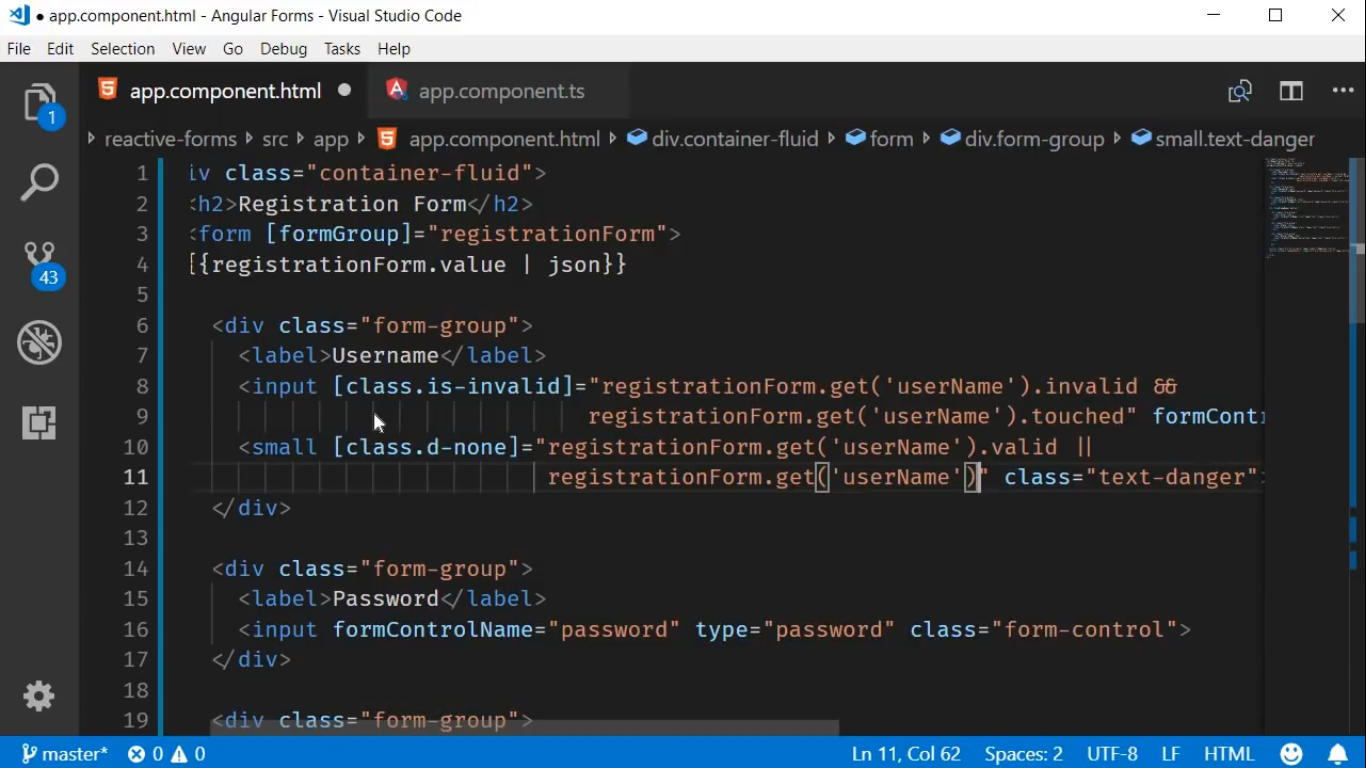 app.component.html - Angular Forms - Visual Studio Code
File Edit Selection View Go Debug Tasks Help
1
app.component.html
app.component.ts
reactive-forms src app app.component.html div.container-fluid form div.form-group small.text-danger
1 iv class="container-fluid">
2 <h2>Registration Form</h2>
3 <form [formGroup]="registrationForm">
4 {{registrationForm.value | json}}
5
6 <div class="form-group">
7 <label>Username</label>
8 <input [class.is-invalid]="registrationForm.get('userName').invalid &&
9 registrationForm.get('userName').touched" formContr
10 <small [class.d-none]="registrationForm.get('userName').valid ||
11 registrationForm.get('userName')" class="text-danger">
12 </div>
13
14 <div class="form-group">
15 <label>Password</label>
16 <input formControlName="password" type="password" class="form-control">
17 </div>
18
19 <div class="form-group">
43
master* 0 0 Ln 11, Col 62 Spaces: 2 UTF-8 LF HTML